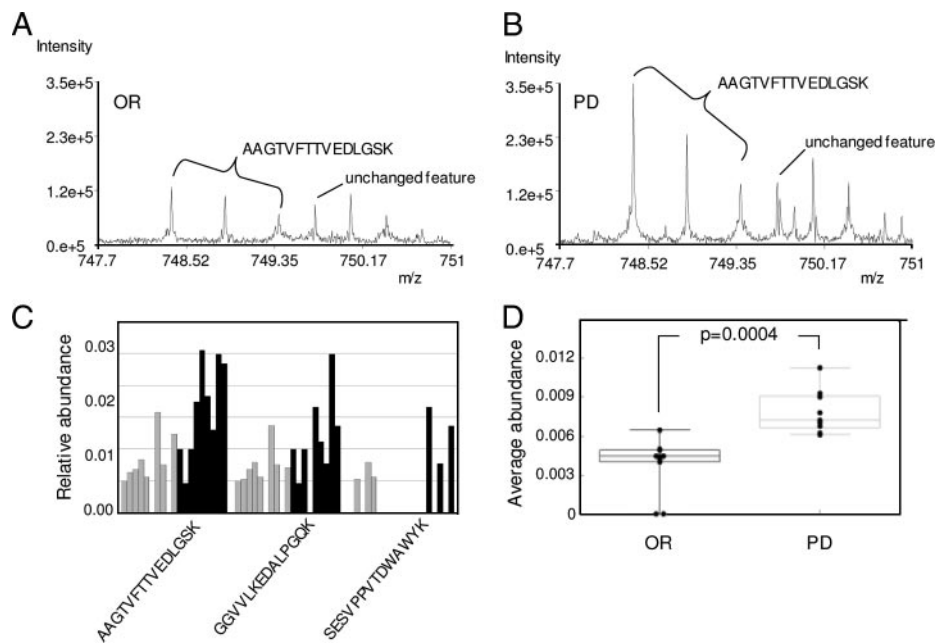 A
Intensity
3.5e+5
OR
2.3e+5
AAGTVFTTVEDLGSK
1.2e+5
unchanged feature
0.e+5
747.7 748.52 749.35 750.17 751
m/z
B
Intensity
3.5e+5
AAGTVFTTVEDLGSK
PD
2.3e+5
unchanged feature
1.2e+5
0.e+5
747.7 748.52 749.35 750.17 751
m/z
C
Relative abundance
0.03
0.02
0.01
0.00
AAGTVFTTVEDLGSK
GGVVLKEDALPGQK
SESVPPVTDWAWYK
D
Average abundance
p=0.0004
0.012
0.009
0.006
0.003
0
OR PD